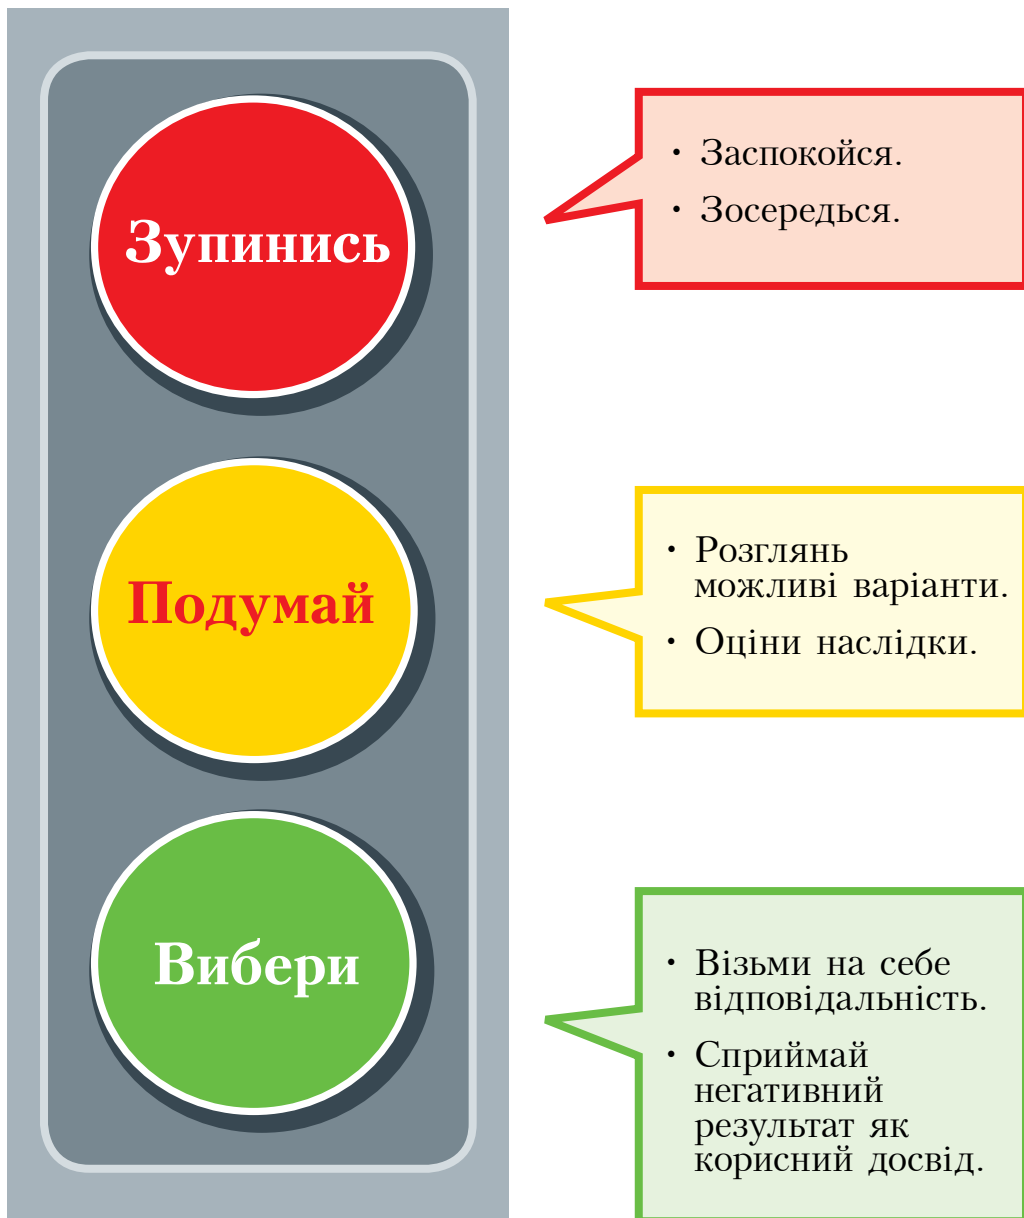 Зупинись
• Заспокойся.
• Зосередься.
Подумай
• Розглянь
можливі варіанти.
• Оціни наслідки.
Вибери
• Візьми на себе
відповідальність.
• Сприймай
негативний
результат як
корисний досвід.